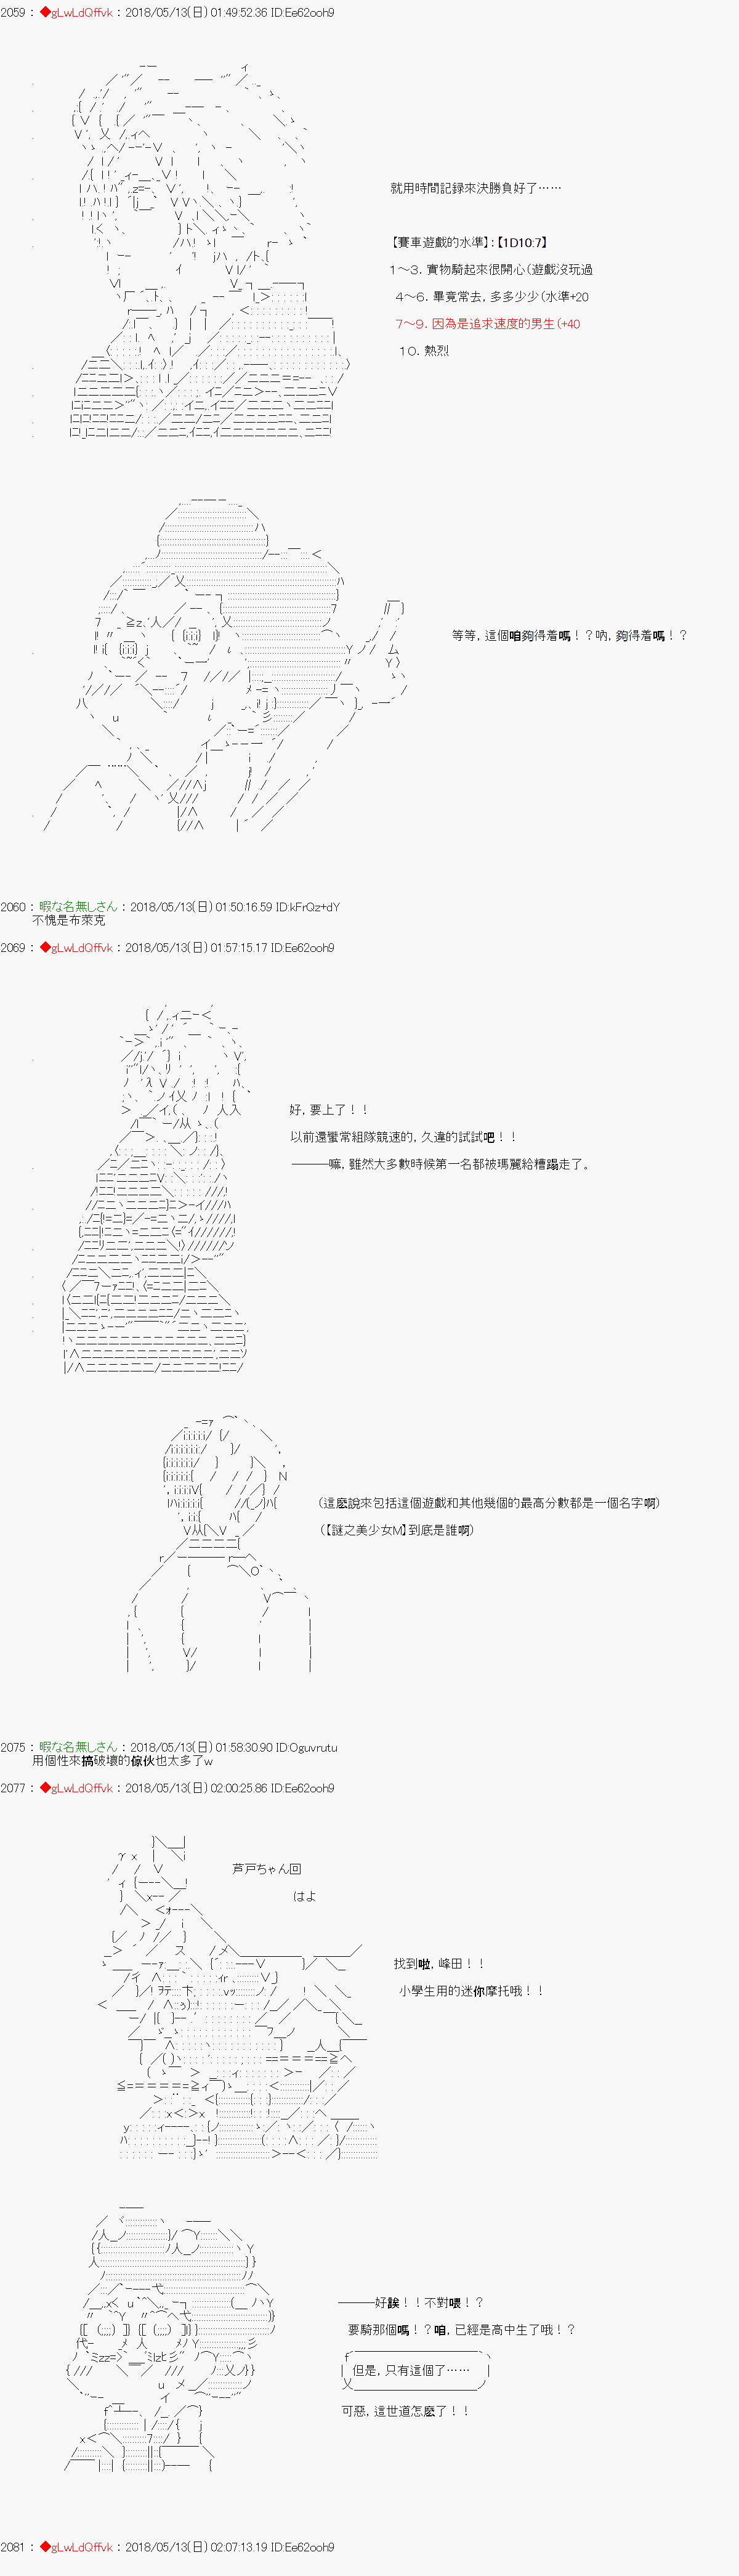 2059 : ◆gLwLdQffvk : 2018/05/13(日) 01:49:52.36 ID:Ee62ooh9
就用時間記録來決勝負好了……
【賽車遊戲的水準】:【1D10:7】
1～3. 實物騎起來很開心(遊戲沒玩過
4～6. 畢竟常去, 多多少少(水準+20
7～9. 因為是追求速度的男生(+40
10. 熱烈
等等, 這個咱夠得着嗎！？吶, 夠得着嗎！？
2060 : 暇な名無しさん : 2018/05/13(日) 01:50:16.59 ID:kFrQz+dY
不愧是布萊克
2069 : ◆gLwLdQffvk : 2018/05/13(日) 01:57:15.17 ID:Ee62ooh9
好, 要上了！！
以前還蠻常組隊競速的, 久違的試試吧！！
―――嘛, 雖然大多數時候第一名都被瑪麗給糟蹋走了。
(這麽說來包括這個遊戲和其他幾個的最高分數都是一個名字啊)
(【謎之美少女M】到底是誰啊)
2075 : 暇な名無しさん : 2018/05/13(日) 01:58:30.90 ID:Oguvrutu
用個性來搞破壞的傢伙也太多了w
2077 : ◆gLwLdQffvk : 2018/05/13(日) 02:00:25.86 ID:Ee62ooh9
芦戸ちゃん回
はよ
找到啦, 峰田！！
小學生用的迷你摩托哦！！
―――好誒！！不對喂！？
要騎那個嗎！？咱, 已經是高中生了哦！？
但是, 只有這個了……
可惡, 這世道怎麽了！！
2081 : ◆gLwLdQffvk : 2018/05/13(日) 02:07:13.19 ID:Ee62ooh9